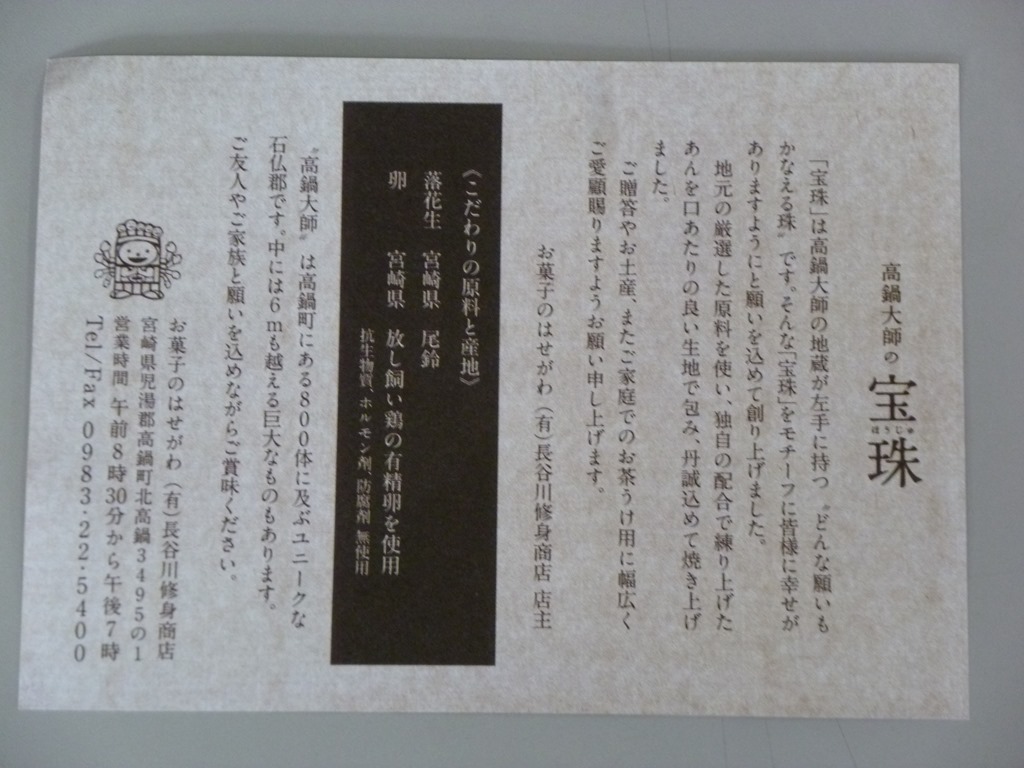 高鍋大師の 宝珠
ほうじゅ
「宝珠」は高鍋大師の地蔵が左手に持つ〝どんな願いも
かなえる珠〟です。そんな「宝珠」をモチーフに皆様に幸せが
ありますようにと願いを込めて創り上げました。
地元の厳選した原料を使い、独自の配合で練り上げた
あんを口あたりの良い生地で包み、丹誠込めて焼き上げ
ました。
ご贈答やお土産、またご家庭でのお茶うけ用に幅広く
ご愛顧賜りますようお願い申し上げます。
お菓子のはせがわ (有)長谷川修身商店 店主
《こだわりの原料と産地》
落花生 宮崎県 尾鈴
卵 宮崎県 放し飼い鶏の有精卵を使用
抗生物質、ホルモン剤、防腐剤 無使用
〝高鍋大師〟は高鍋町にある800体に及ぶユニークな
石仏郡です。中には6mも越える巨大なものもあります。
ご友人やご家族と願いを込めながらご賞味ください。
お菓子のはせがわ (有)長谷川修身商店
宮崎県児湯郡高鍋町北高鍋3495の1
営業時間 午前8時30分から午後7時
Tel/Fax 0983・22・5400